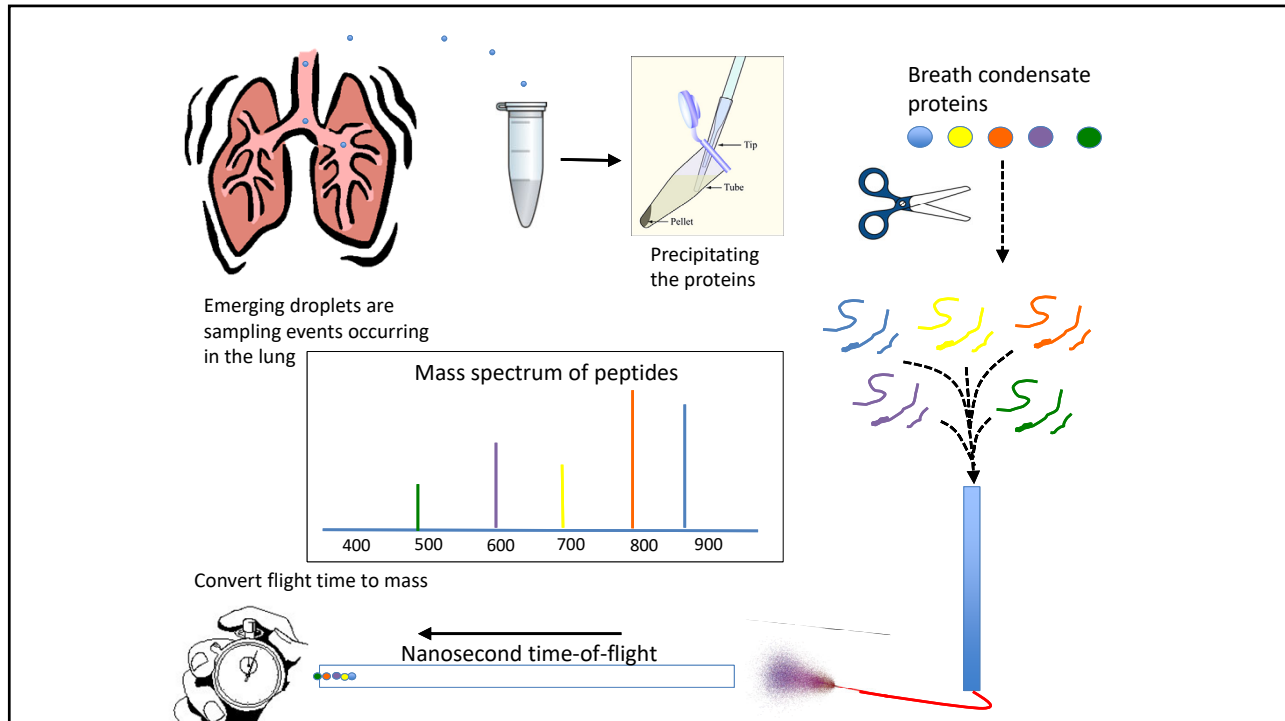 Breath condensate
proteins
Tip
Tube
Pellet
Precipitating
the proteins
Emerging droplets are
sampling events occurring
in the lung
Mass spectrum of peptides
400 500 600 700 800 900
Convert flight time to mass
Nanosecond time-of-flight